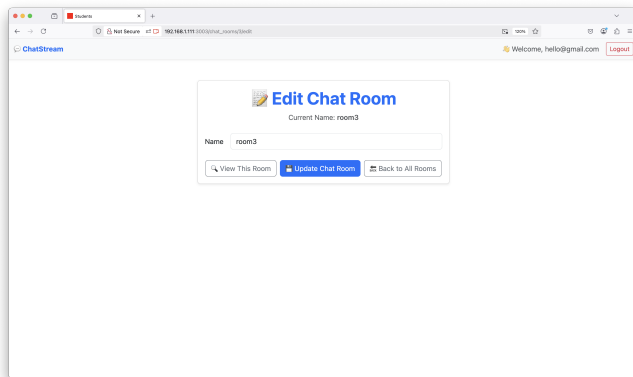 Students
Not Secure 192.168.1.111:3003/chat_rooms/3/edit 120%
ChatStream
Welcome, hello@gmail.com Logout
Edit Chat Room
Current Name: room3
Name room3
View This Room Update Chat Room Back to All Rooms